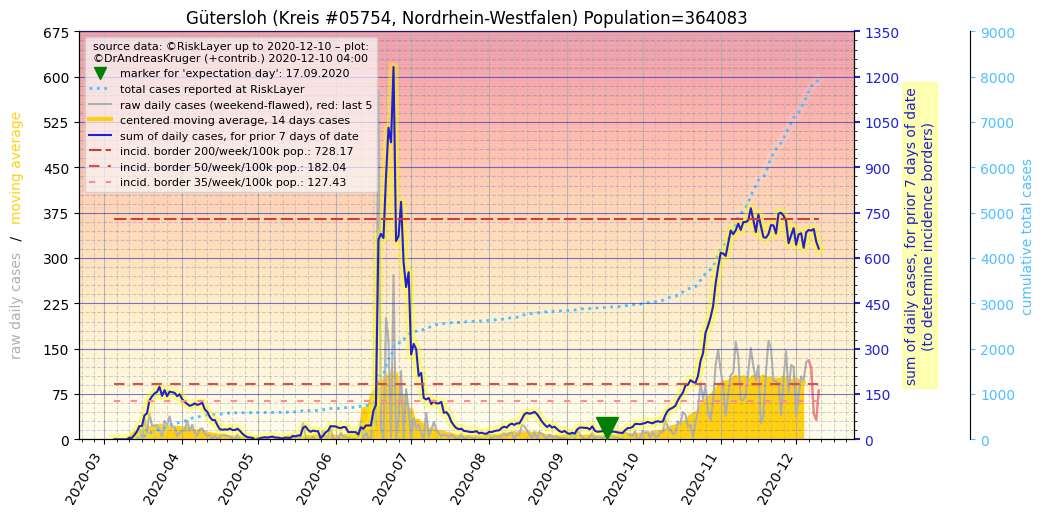 Gütersloh (Kreis #05754, Nordrhein-Westfalen) Population=364083
source data: ©RiskLayer up to 2020-12-10 – plot:
©DrAndreasKruger (+contrib.) 2020-12-10 04:00
marker for 'expectation day': 17.09.2020
total cases reported at RiskLayer
raw daily cases (weekend-flawed), red: last 5
centered moving average, 14 days cases
sum of daily cases, for prior 7 days of date
incid. border 200/week/100k pop.: 728.17
incid. border 50/week/100k pop.: 182.04
incid. border 35/week/100k pop.: 127.43
raw daily cases / moving average
675
600
525
450
375
300
225
150
75
0
2020-03
2020-04
2020-05
2020-06
2020-07
2020-08
2020-09
2020-10
2020-11
2020-12
1350
1200
1050
900
750
600
450
300
150
0
sum of daily cases, for prior 7 days of date
(to determine incidence borders)
9000
8000
7000
6000
5000
4000
3000
2000
1000
0
cumulative total cases